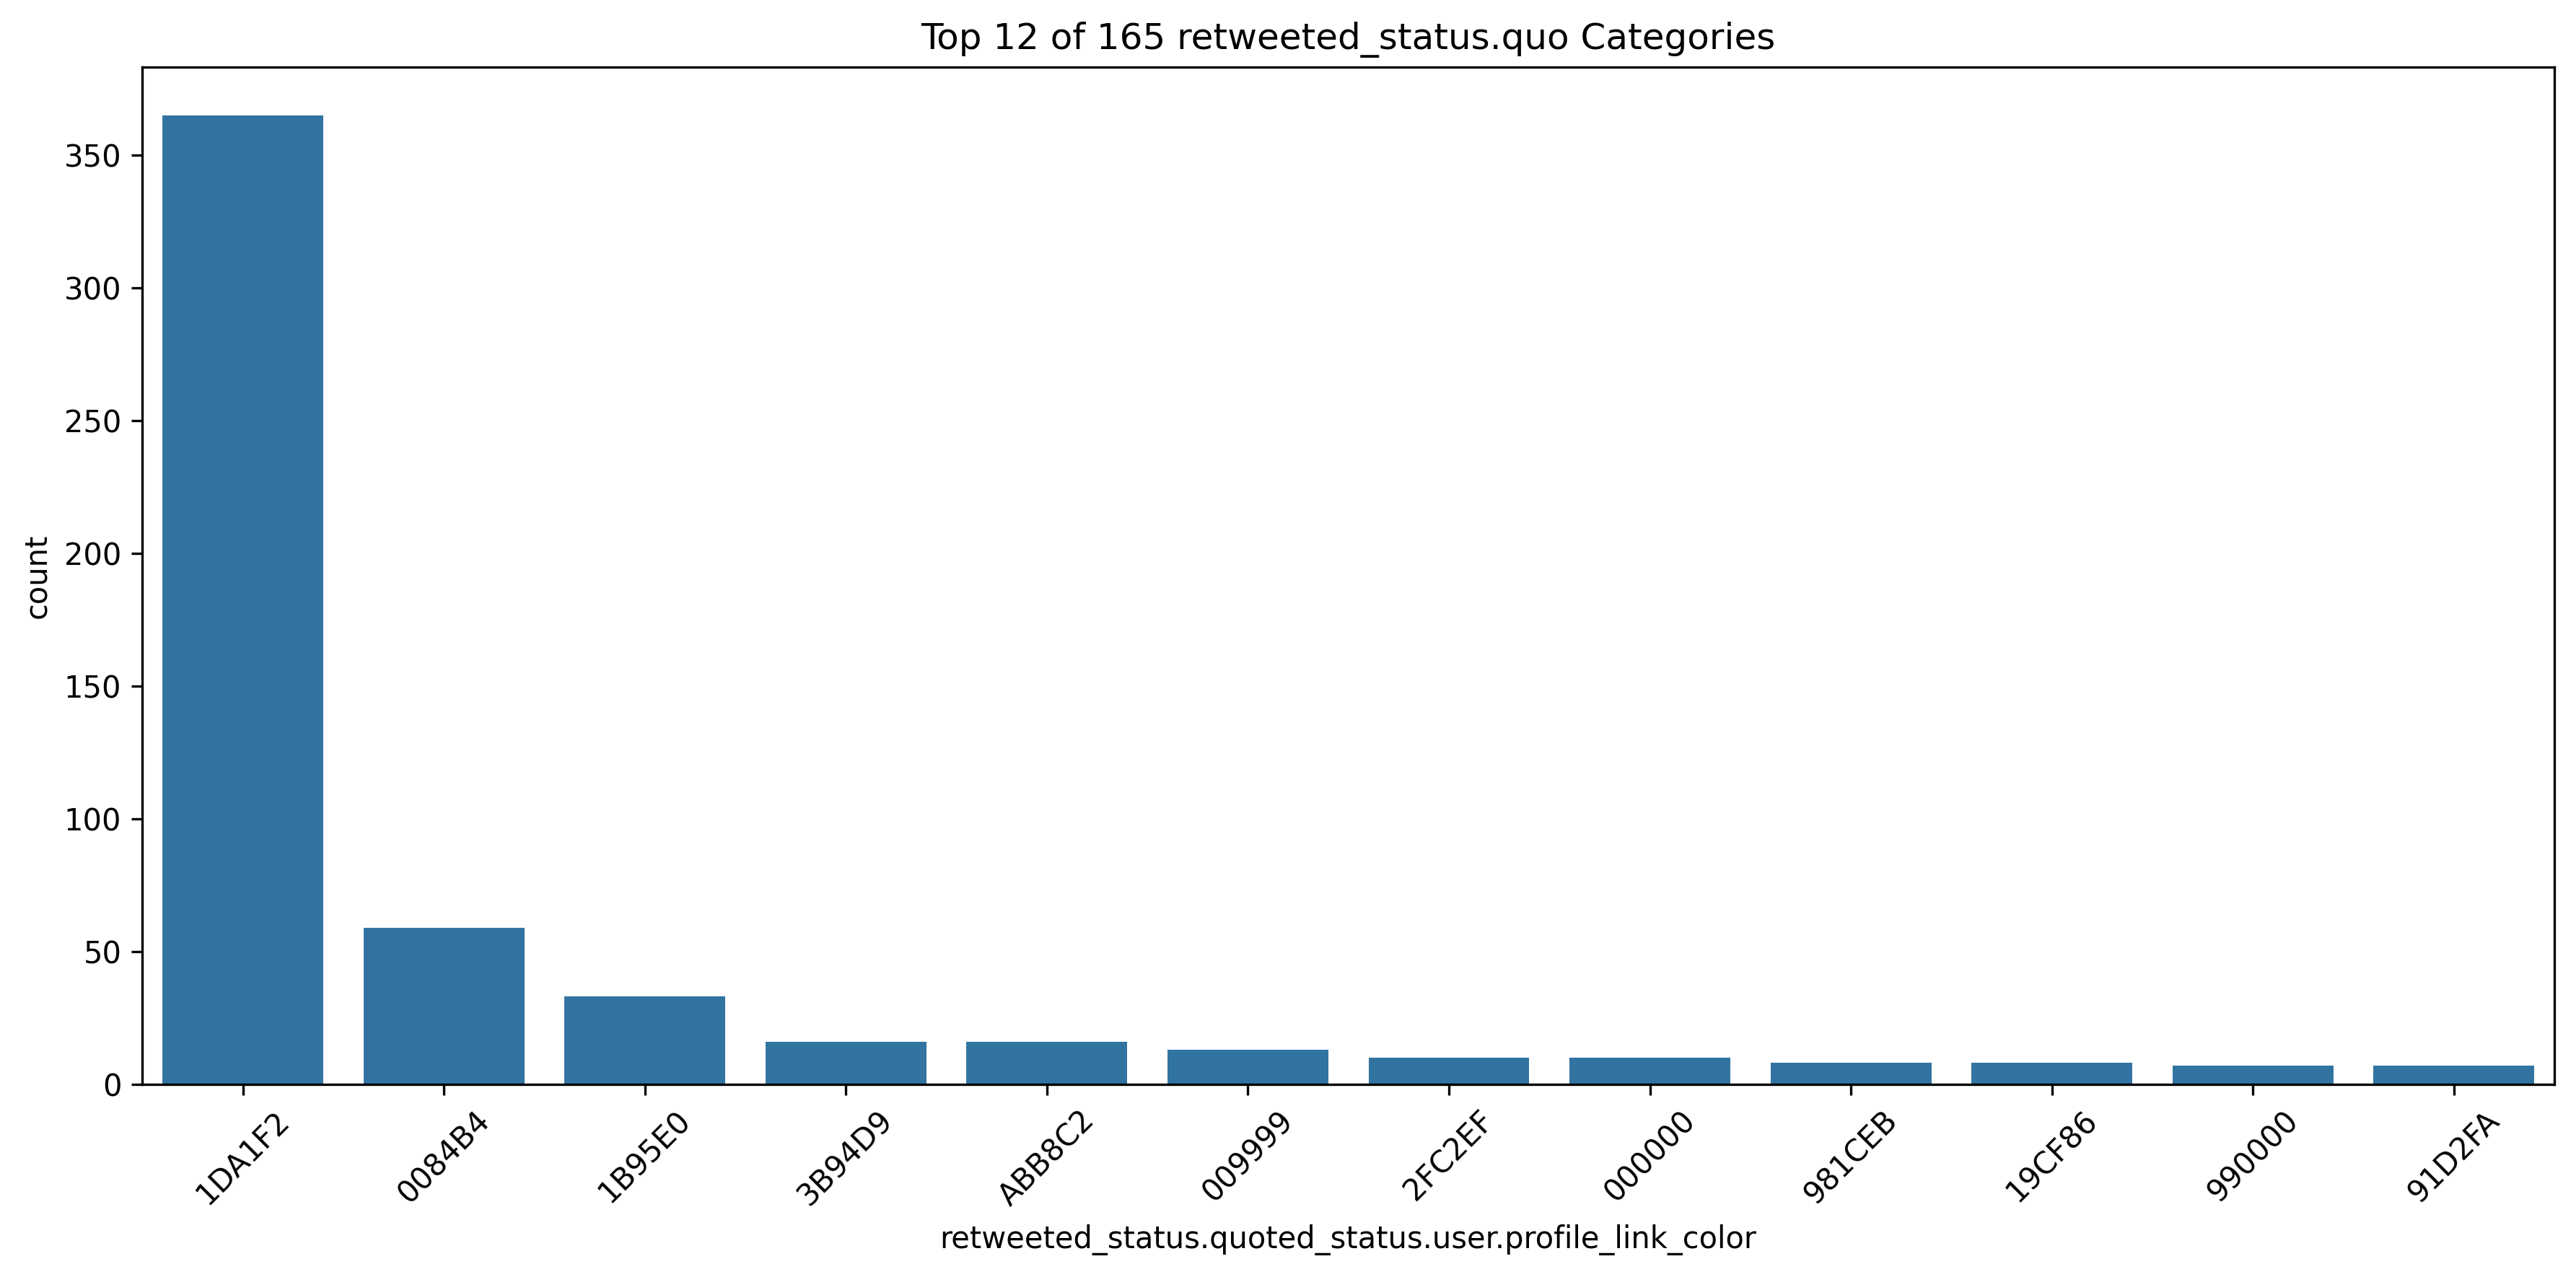 Top 12 of 165 retweeted_status.quo Categories
count
350
300
250
200
150
100
50
0
1DA1F2
0084B4
1B95E0
3B94D9
ABB8C2
009999
2FC2EF
000000
981CEB
19CF86
990000
91D2FA
retweeted_status.quoted_status.user.profile_link_color